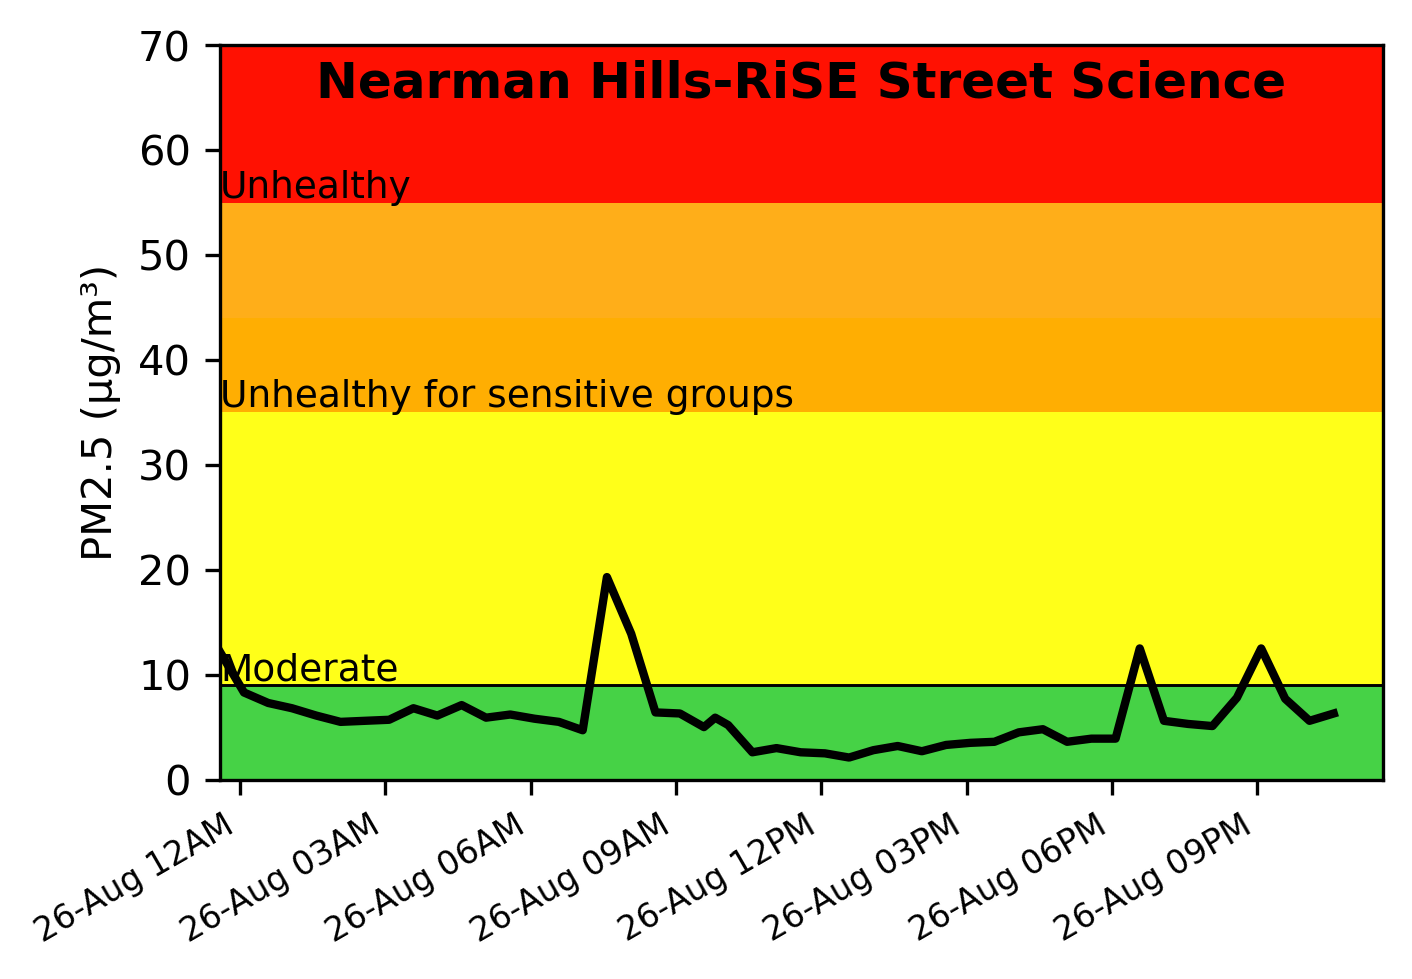 Nearman Hills-RiSE Street Science
70
60
50
40
30
20
10
0
PM2.5 (µg/m³)
Unhealthy
Unhealthy for sensitive groups
Moderate
26-Aug 12AM
26-Aug 03AM
26-Aug 06AM
26-Aug 09AM
26-Aug 12PM
26-Aug 03PM
26-Aug 06PM
26-Aug 09PM